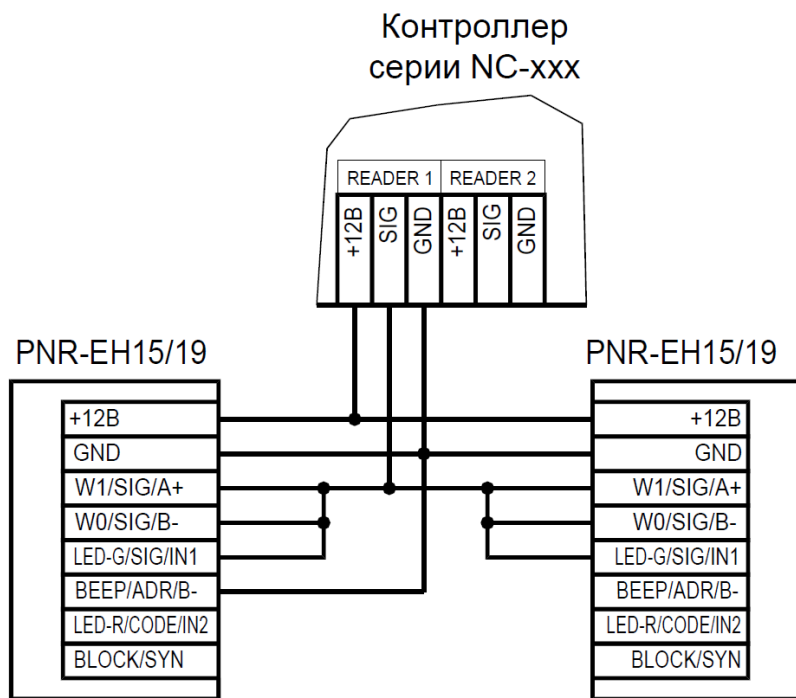 Контроллер
серии NC-xxx
READER 1 READER 2
+12В SIG GND +12В SIG GND
PNR-EH15/19
+12В
GND
W1/SIG/A+
W0/SIG/B-
LED-G/SIG/IN1
BEEP/ADR/B-
LED-R/CODE/IN2
BLOCK/SYN
PNR-EH15/19
+12В
GND
W1/SIG/A+
W0/SIG/B-
LED-G/SIG/IN1
BEEP/ADR/B-
LED-R/CODE/IN2
BLOCK/SYN